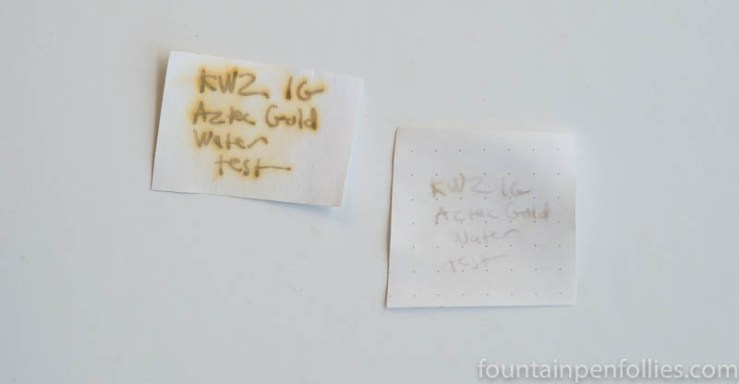 KWZ IG
Aztec Gold
Water
test
KWZ IG
Aztec Gold
Water
test
fountainpenfollies.com